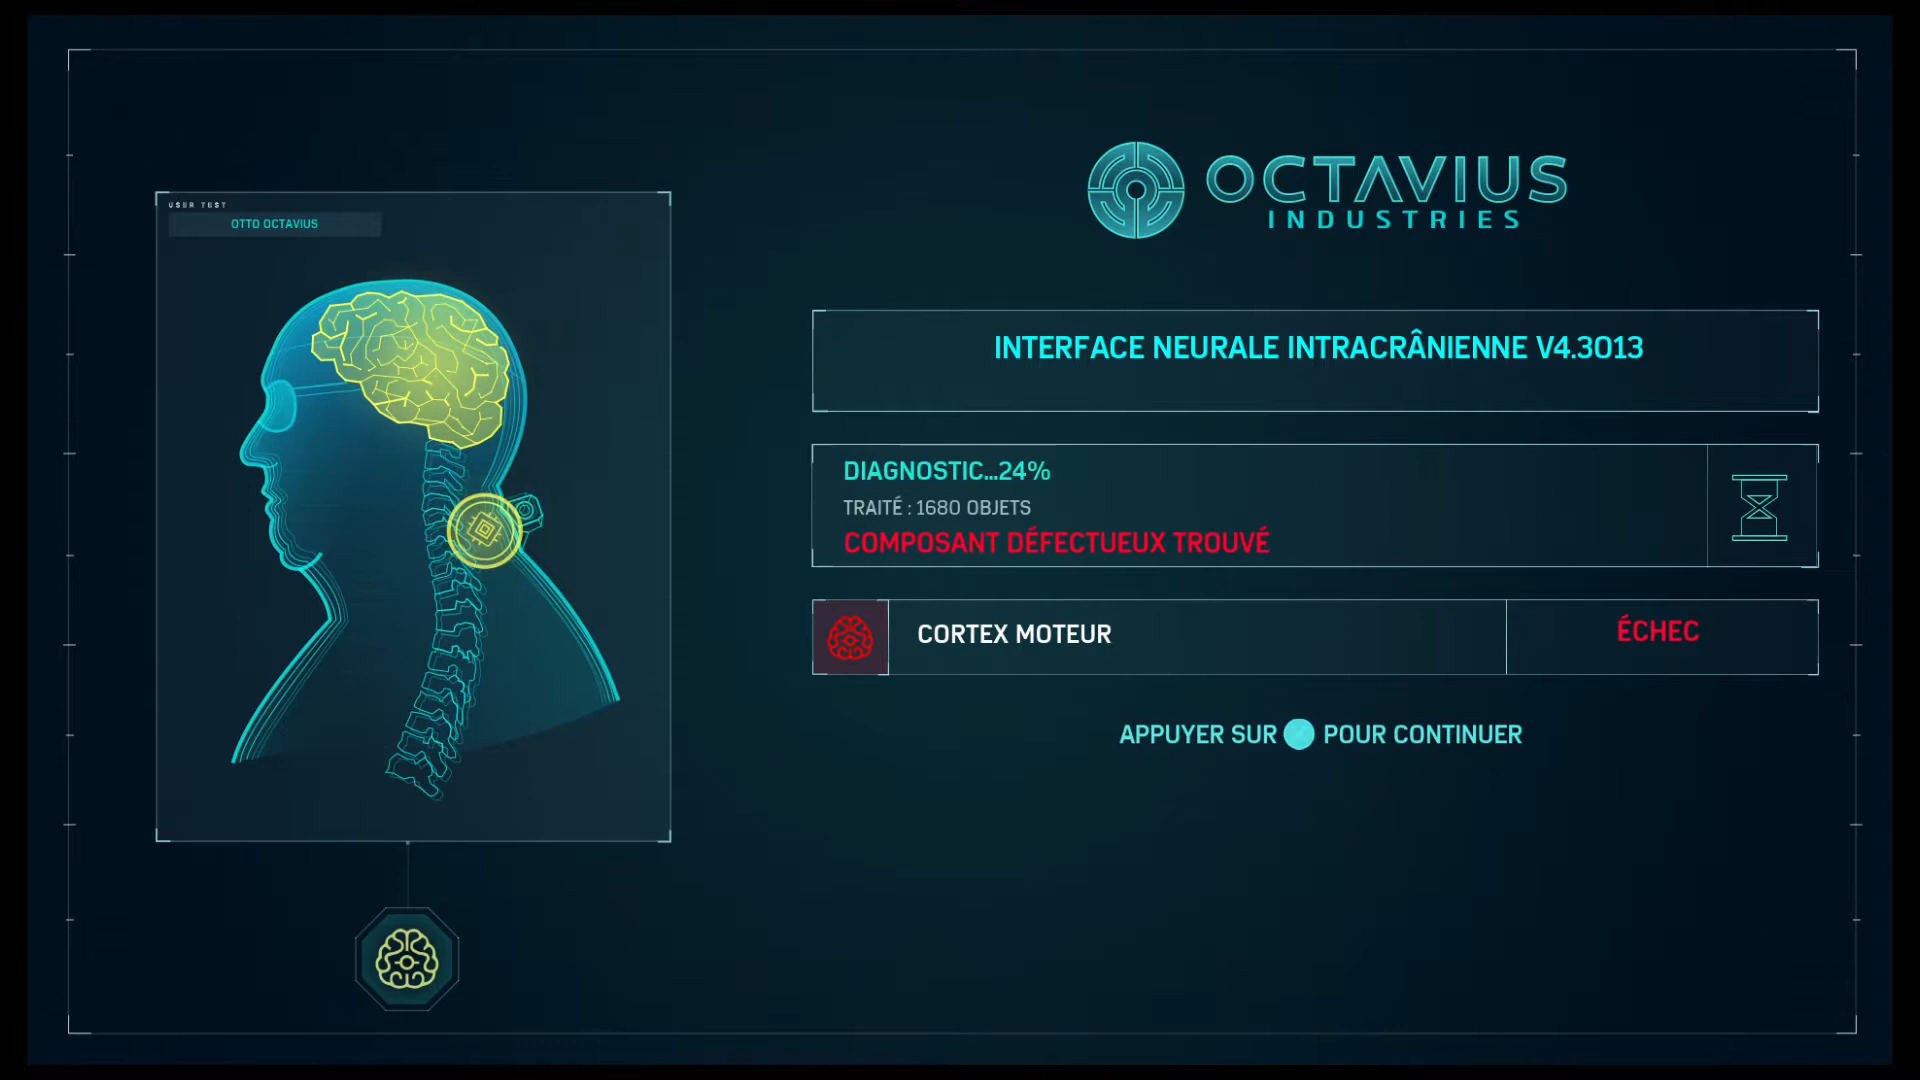 USER TEST
OTTO OCTAVIUS
OCTAVIUS
INDUSTRIES
INTERFACE NEURALE INTRACRÂNIENNE V4.3013
DIAGNOSTIC...24%
TRAITÉ : 1680 OBJETS
COMPOSANT DÉFECTUEUX TROUVÉ
CORTEX MOTEUR
ÉCHEC
APPUYER SUR POUR CONTINUER